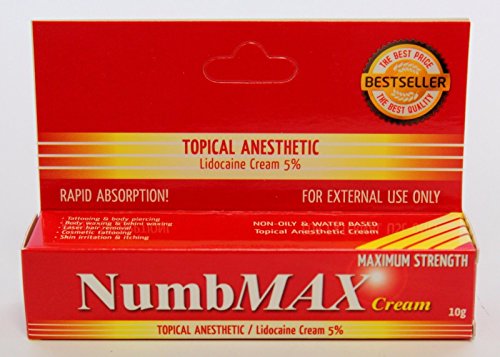 THE BEST PRICE
BESTSELLER
THE BEST QUALITY
TOPICAL ANESTHETIC
Lidocaine Cream 5%
RAPID ABSORPTION!
FOR EXTERNAL USE ONLY
- Tattooing & body piercing
- Body waxing & bikini waxing
- Laser hair removal
- Cosmetic tattooing
- Skin irritation & itching
NON-OILY & WATER BASED
Topical Anesthetic Cream
MAXIMUM STRENGTH
NumbMAX Cream
10g
TOPICAL ANESTHETIC / Lidocaine Cream 5%